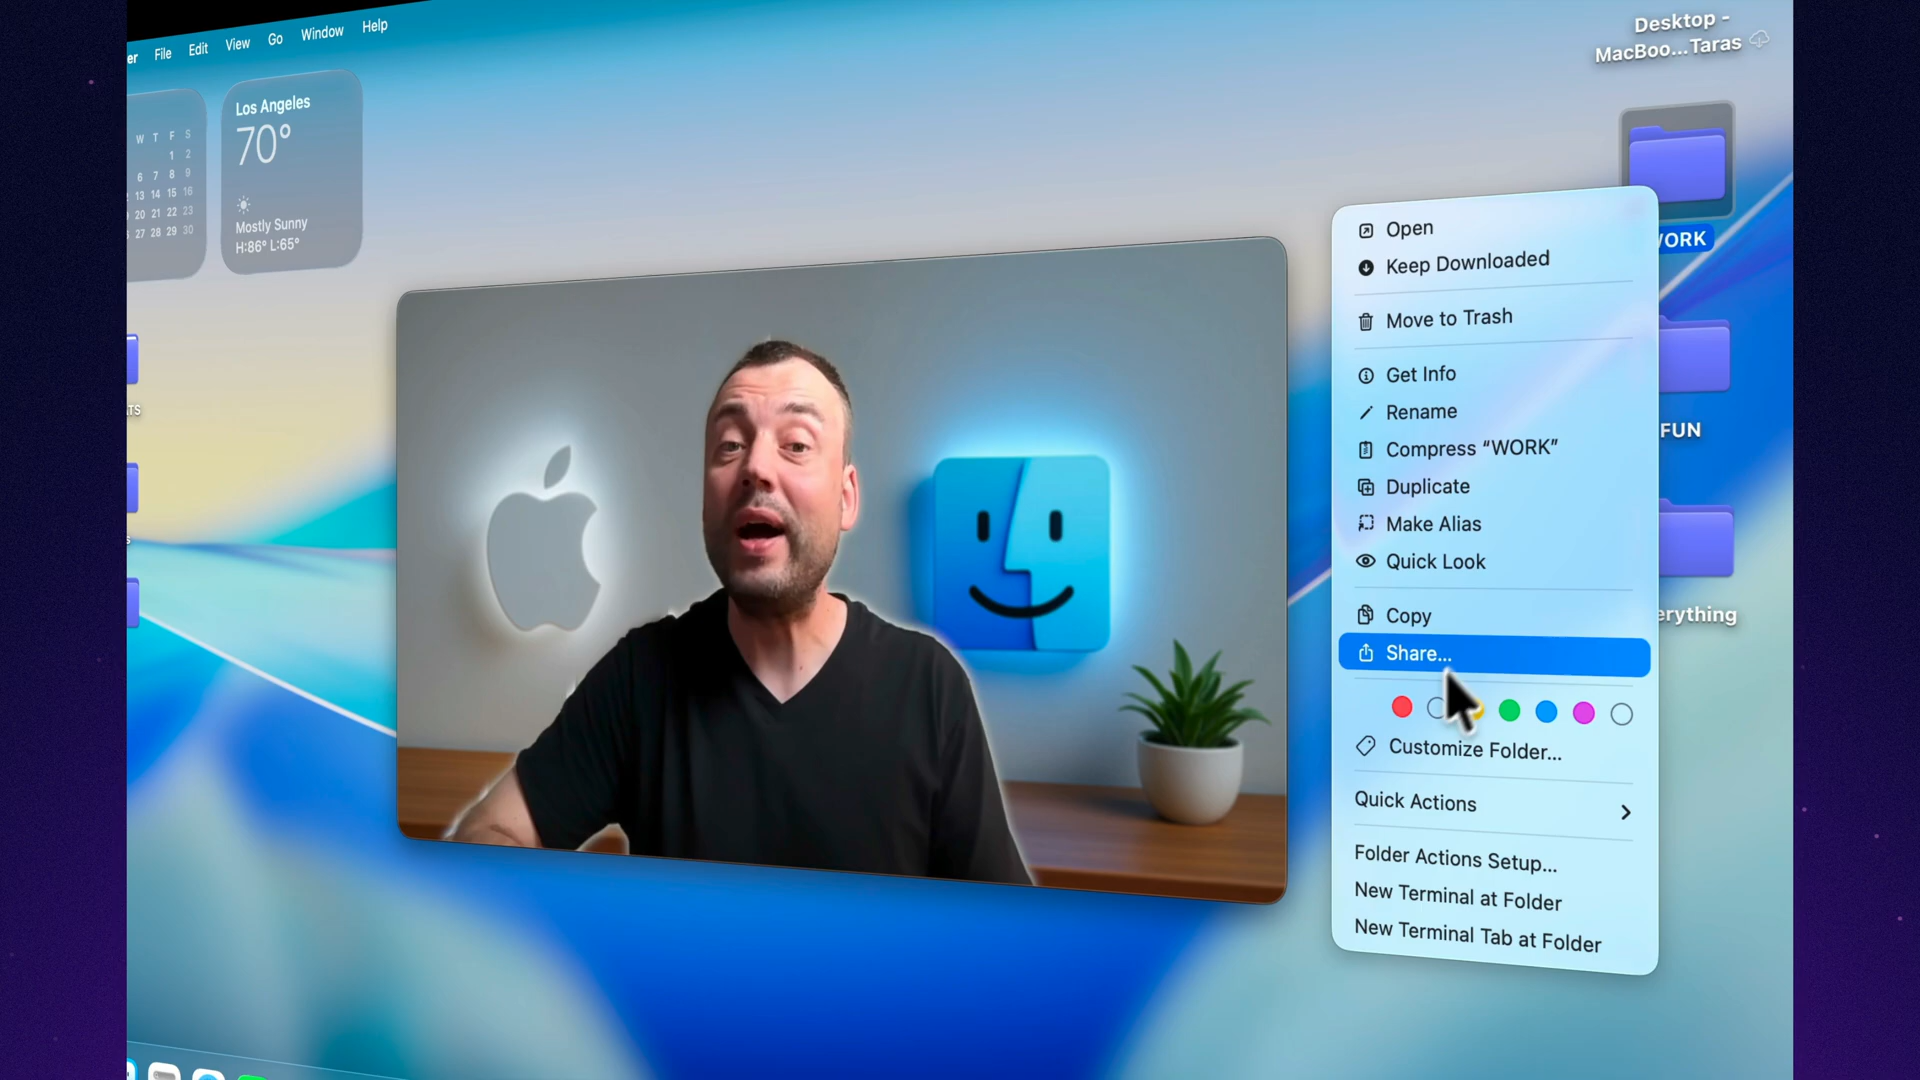 File Edit View Go Window Help
Desktop -
MacBoo...Taras
W T F S
1 2
6 7 8 9
13 14 15 16
20 21 22 23
27 28 29 30
Los Angeles
70°
Mostly Sunny
H:86° L:65°
WORK
FUN
Open
Keep Downloaded
Move to Trash
Get Info
Rename
Compress “WORK”
Duplicate
Make Alias
Quick Look
Copy
Share...
Customize Folder...
Quick Actions
Folder Actions Setup...
New Terminal at Folder
New Terminal Tab at Folder